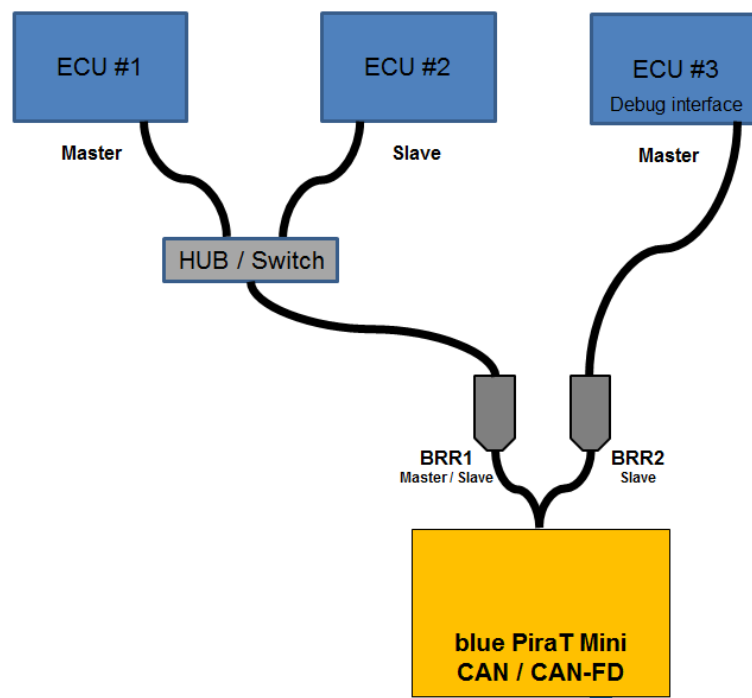 ECU #1
ECU #2
ECU #3
Debug interface
Master
Slave
Master
HUB / Switch
BRR1
Master / Slave
BRR2
Slave
blue PiraT Mini
CAN / CAN-FD